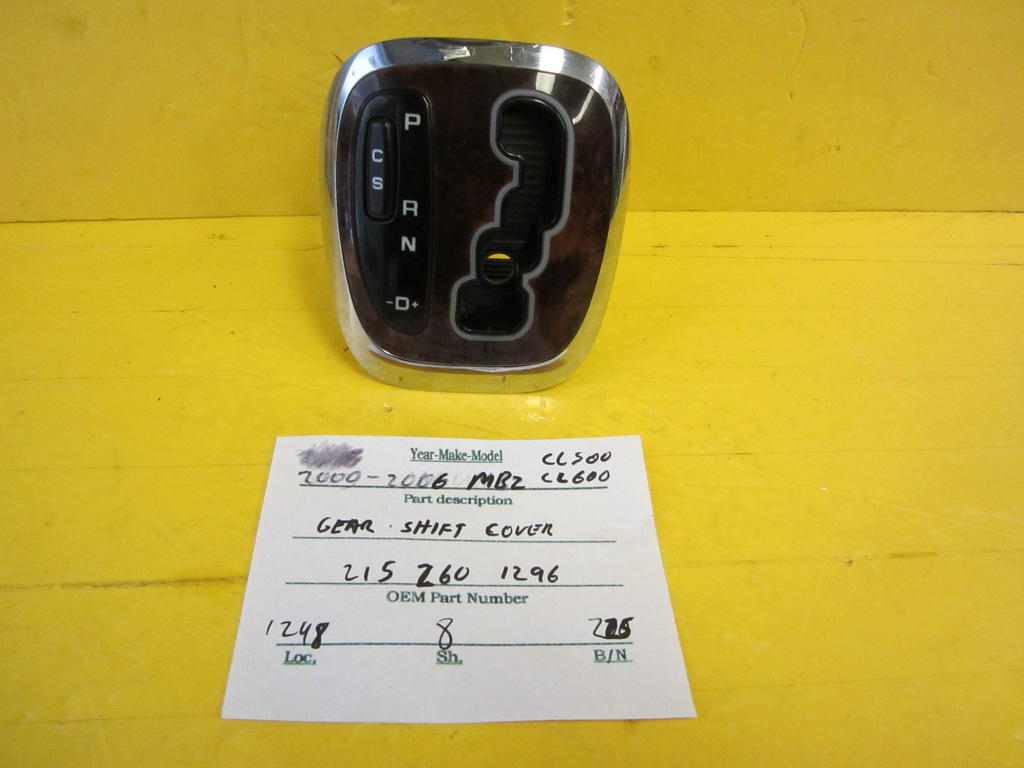 P
C
S
R
N
-D+
Year-Make-Model CL500
2000-2006 MBZ CL600
Part description
GEAR SHIFT COVER
215 260 1296
OEM Part Number
1248 8
Loc. Sh. B/N